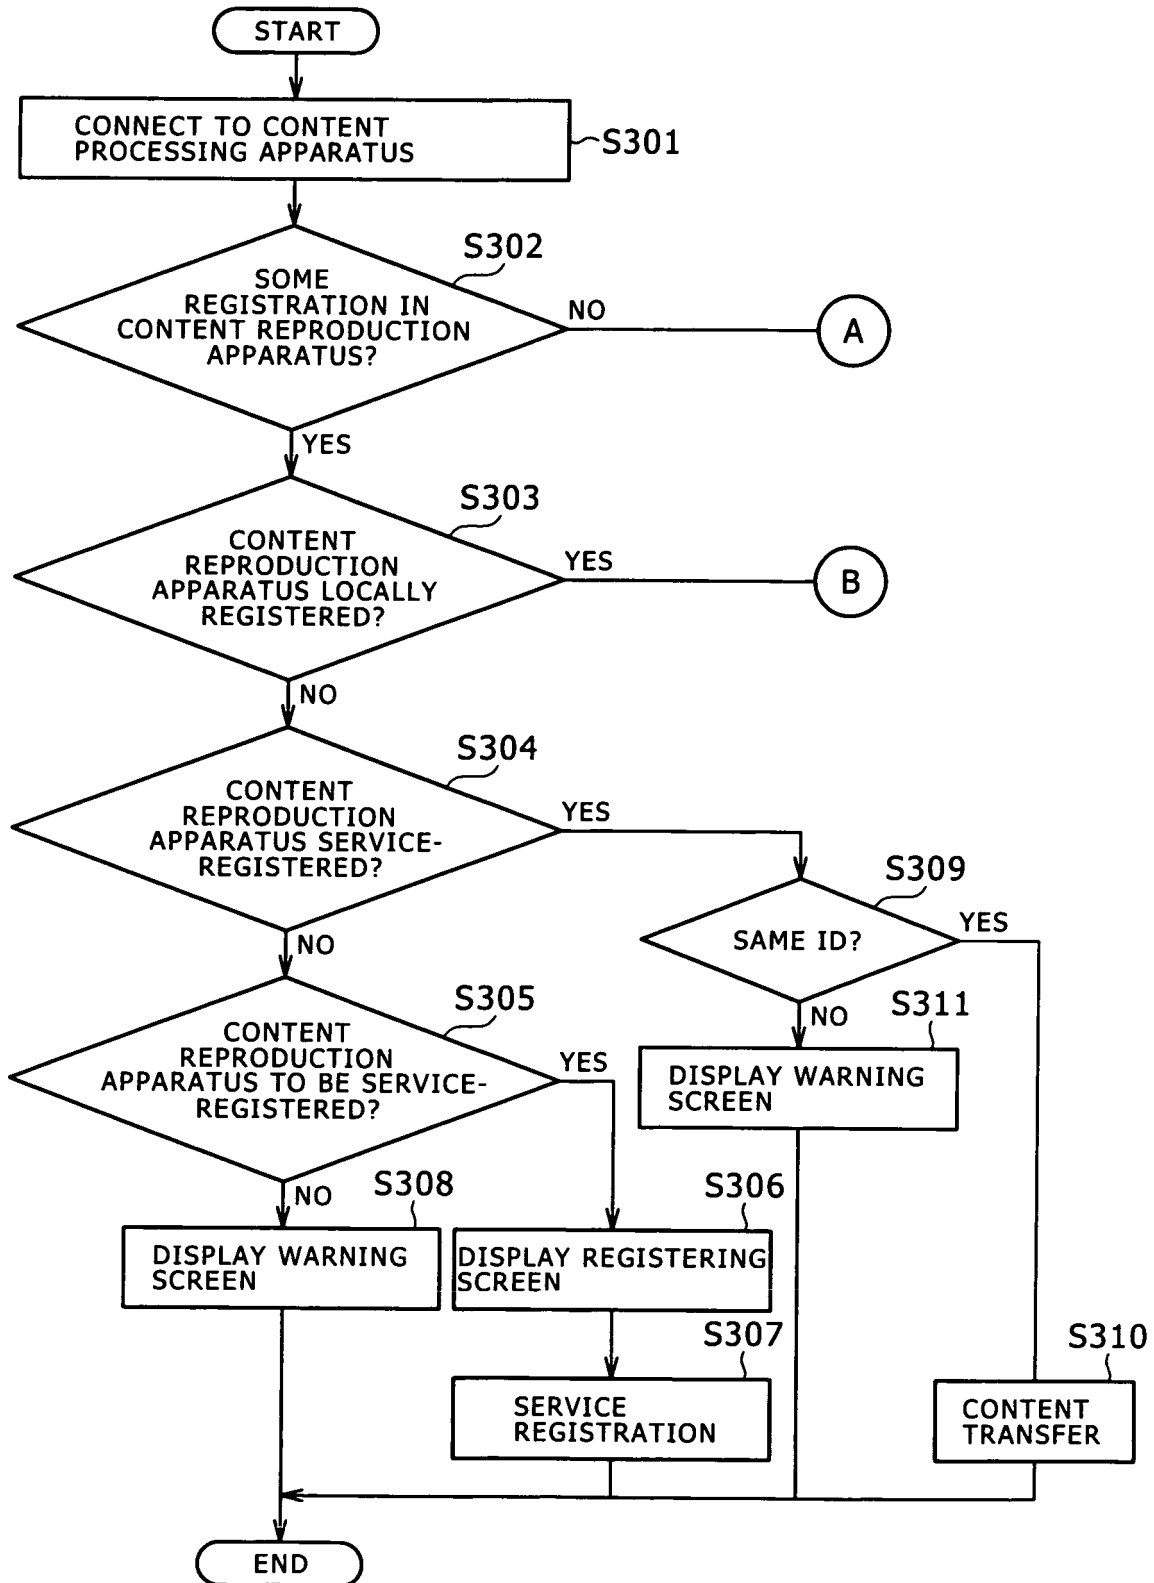 START
CONNECT TO CONTENT
PROCESSING APPARATUS
S301
S302
SOME
REGISTRATION IN
CONTENT REPRODUCTION
APPARATUS?
NO
A
YES
S303
CONTENT
REPRODUCTION
APPARATUS LOCALLY
REGISTERED?
YES
B
NO
S304
CONTENT
REPRODUCTION
APPARATUS SERVICE-
REGISTERED?
YES
S309
SAME ID?
YES
NO
NO
S305
CONTENT
REPRODUCTION
APPARATUS TO BE SERVICE-
REGISTERED?
YES
S311
DISPLAY WARNING
SCREEN
NO
S308
DISPLAY WARNING
SCREEN
S306
DISPLAY REGISTERING
SCREEN
S307
SERVICE
REGISTRATION
S310
CONTENT
TRANSFER
END